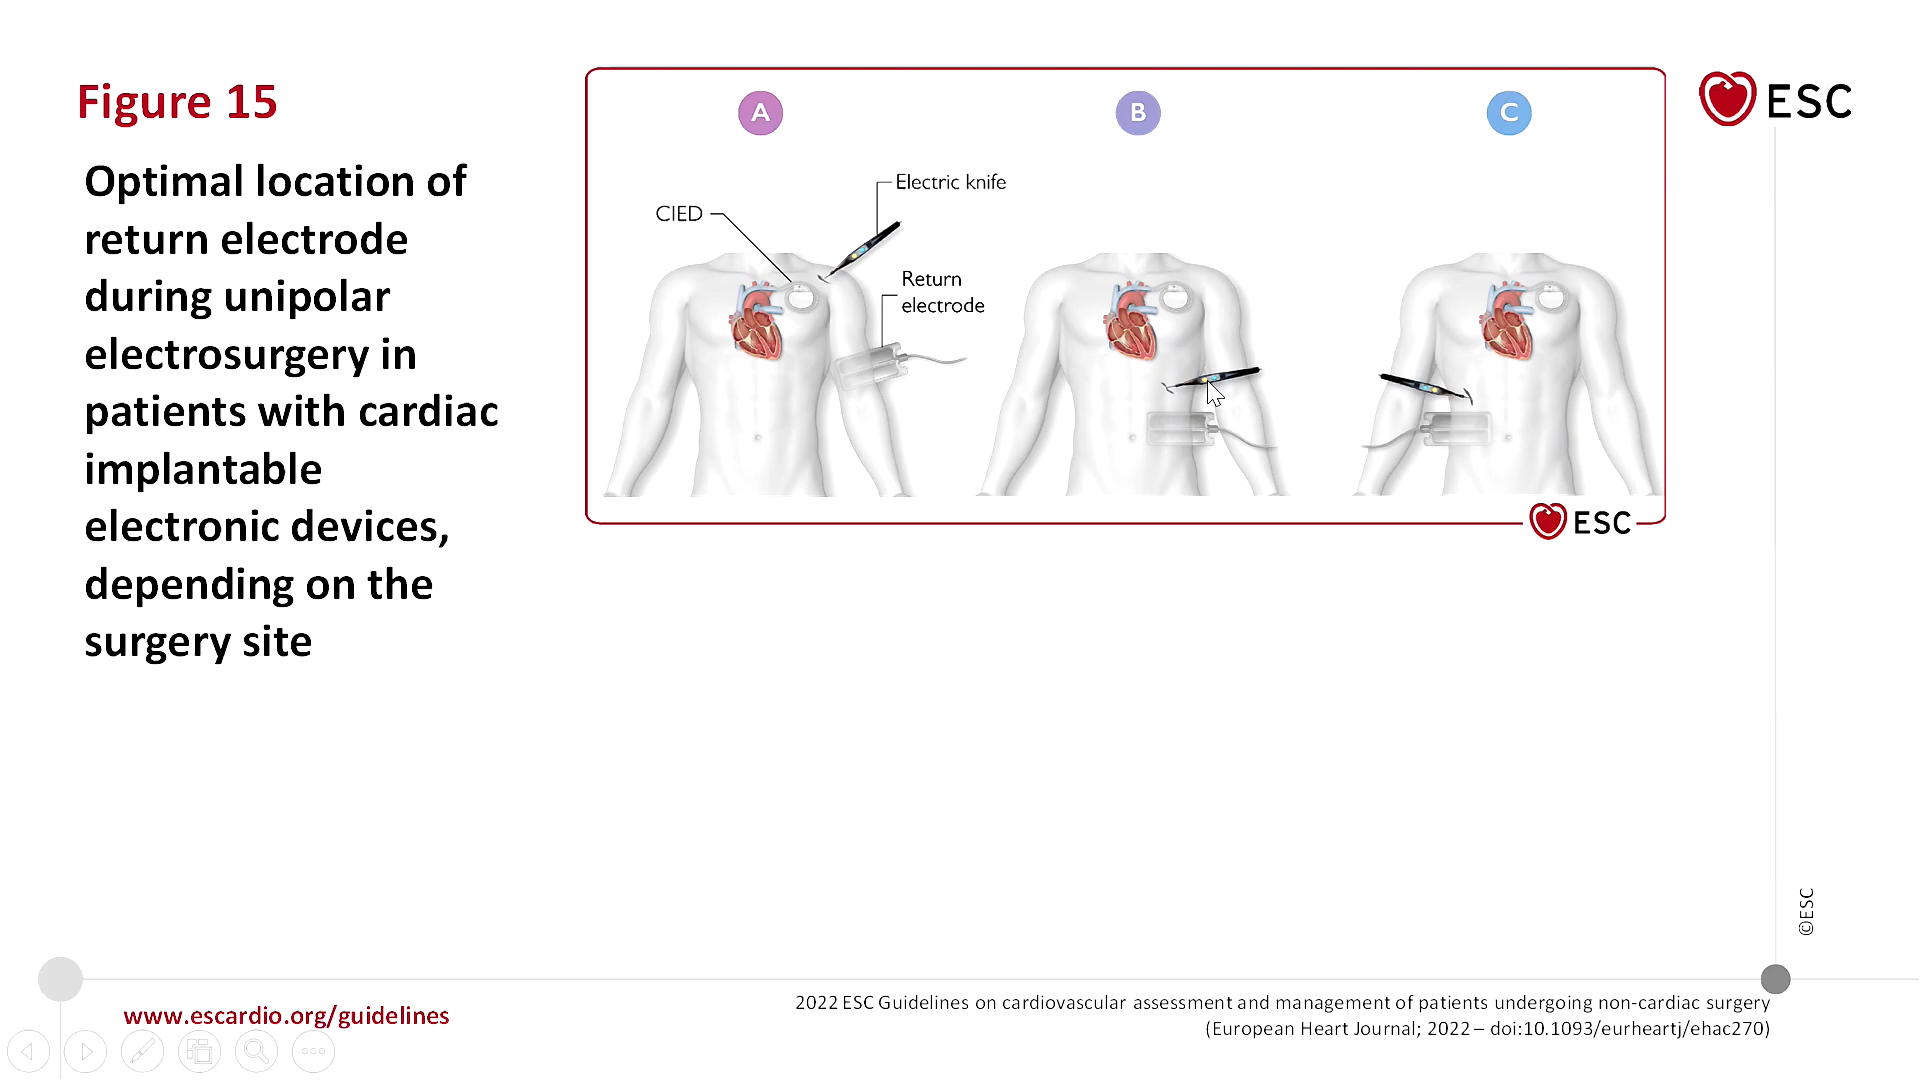 Figure 15
Optimal location of
return electrode
during unipolar
electrosurgery in
patients with cardiac
implantable
electronic devices,
depending on the
surgery site
A
B
C
Electric knife
CIED
Return
electrode
ESC
ESC
©ESC
www.escardio.org/guidelines
2022 ESC Guidelines on cardiovascular assessment and management of patients undergoing non-cardiac surgery
(European Heart Journal; 2022 – doi:10.1093/eurheartj/ehac270)